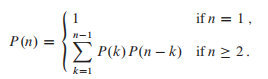 P(n) = { 1 if n = 1 ,
∑_{k=1}^{n−1} P(k) P(n − k) if n ≥ 2 .